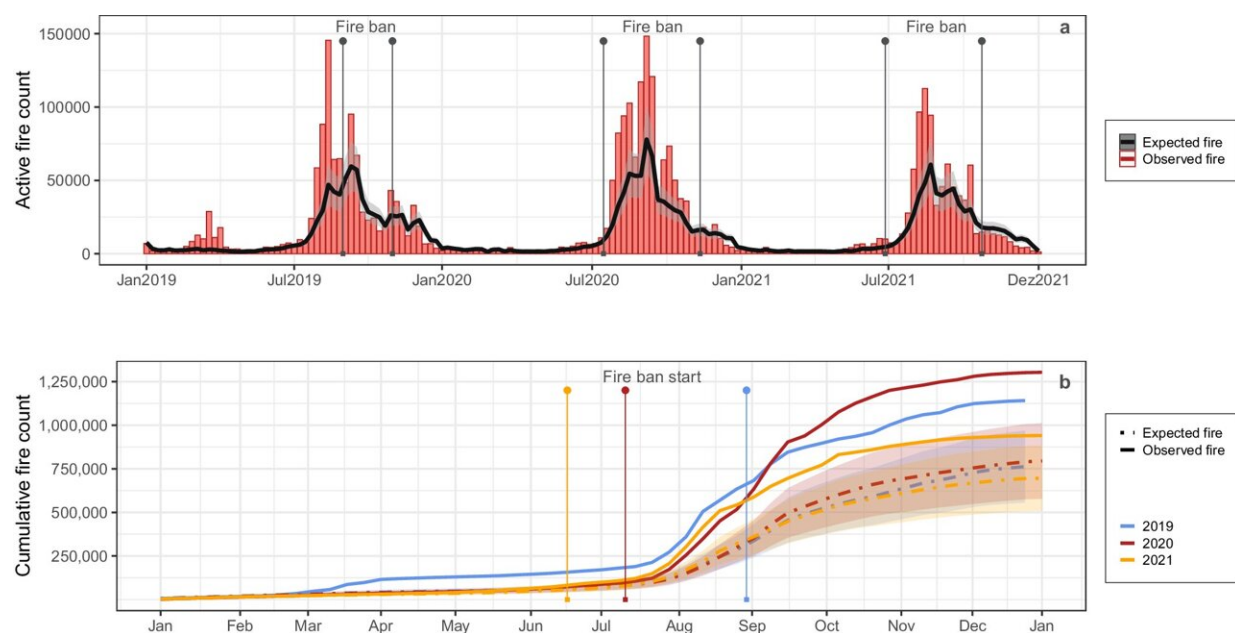 Fire ban Fire ban Fire ban a
150000
100000
50000
0
Active fire count
Jan2019 Jul2019 Jan2020 Jul2020 Jan2021 Jul2021 Dez2021
Expected fire
Observed fire
Fire ban start b
1,250,000
1,000,000
750,000
500,000
250,000
Cumulative fire count
Jan Feb Mar Apr May Jun Jul Aug Sep Oct Nov Dec Jan
Expected fire
Observed fire
2019
2020
2021